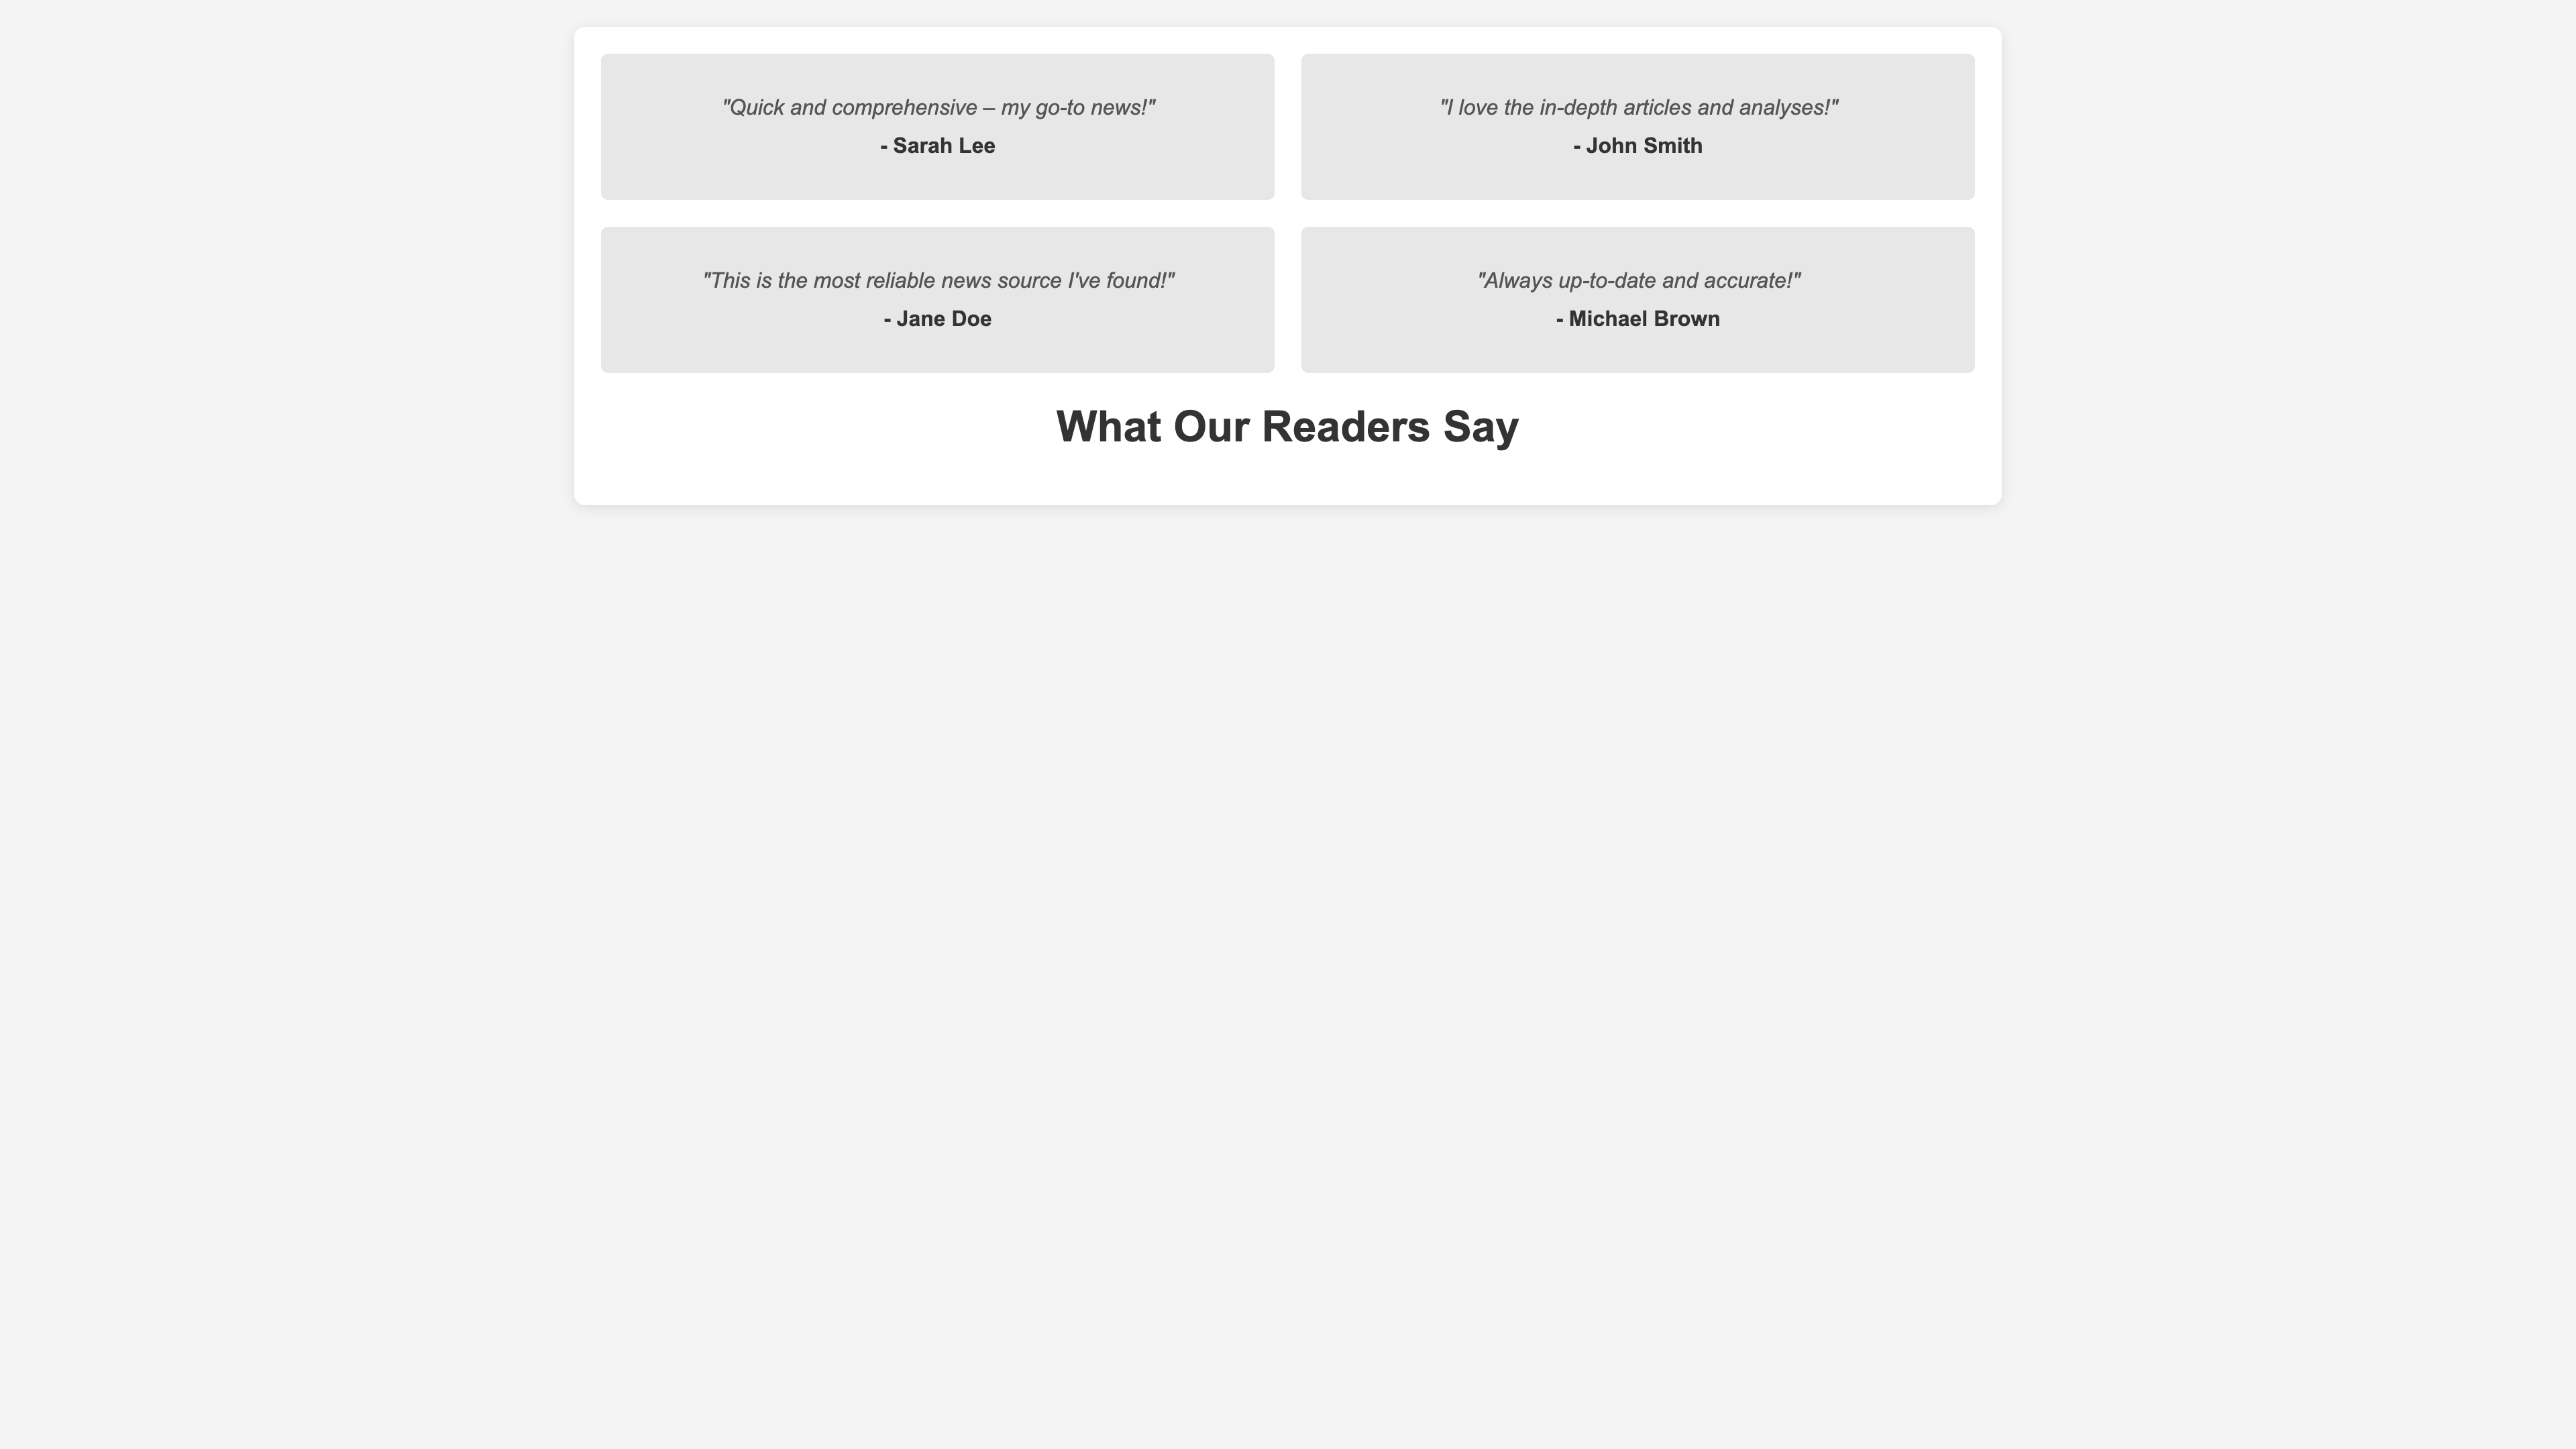 "Quick and comprehensive – my go-to news!"
- Sarah Lee
"I love the in-depth articles and analyses!"
- John Smith
"This is the most reliable news source I've found!"
- Jane Doe
"Always up-to-date and accurate!"
- Michael Brown
What Our Readers Say